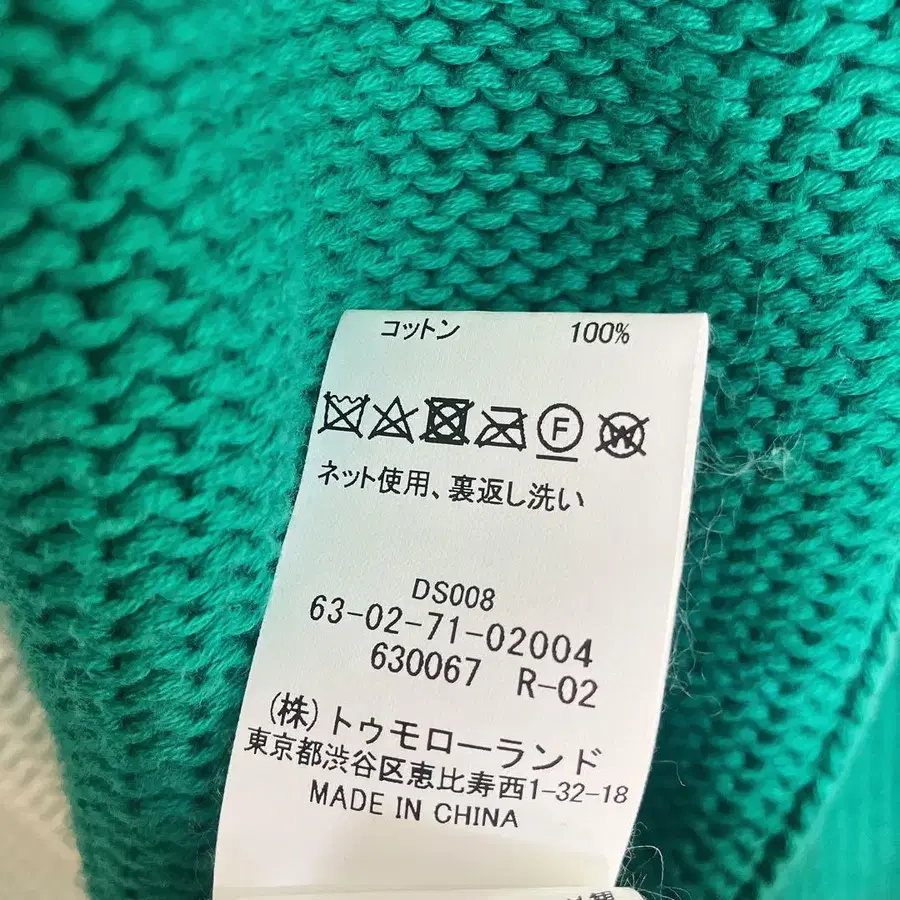 コットン 100%
F W
ネット使用、裏返し洗い
DS008
63-02-71-02004
630067 R-02
(株)トゥモローランド
東京都渋谷区恵比寿西1-32-18
MADE IN CHINA